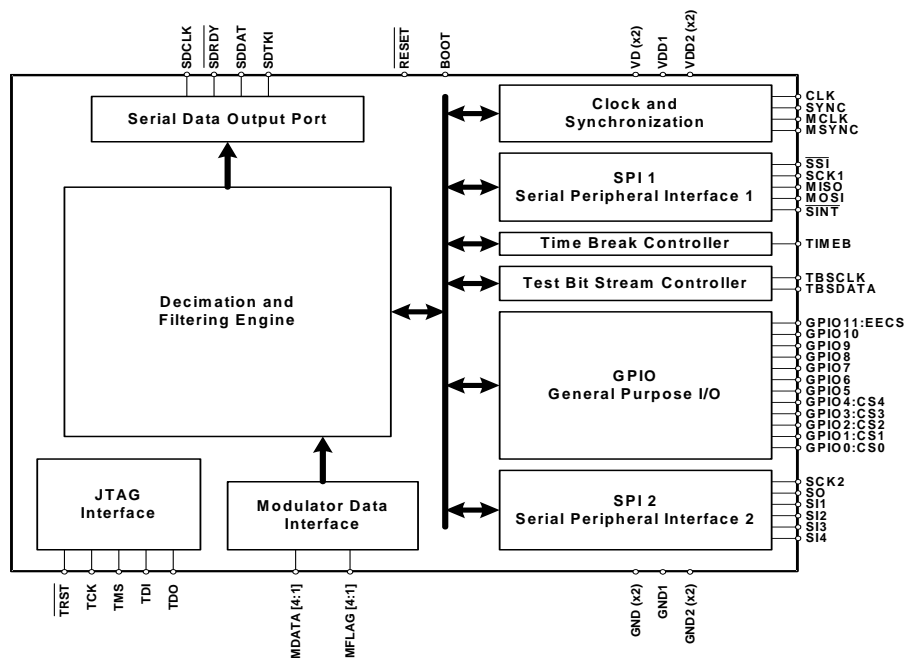 SDCLK
SDRDY
SDDAT
SDTKI
RESET
BOOT
VD (x2)
VDD1
VDD2 (x2)
Serial Data Output Port
Clock and
Synchronization
CLK
SYNC
MCLK
MSYNC
SPI 1
Serial Peripheral Interface 1
SSI
SCK1
MISO
MOSI
SINT
Time Break Controller
TIMEB
Test Bit Stream Controller
TBSCLK
TBSDATA
Decimation and
Filtering Engine
GPIO
General Purpose I/O
GPIO11:EECS
GPIO10
GPIO9
GPIO8
GPIO7
GPIO6
GPIO5
GPIO4:CS4
GPIO3:CS3
GPIO2:CS2
GPIO1:CS1
GPIO0:CS0
JTAG
Interface
Modulator Data
Interface
SPI 2
Serial Peripheral Interface 2
SCK2
SO
SI1
SI2
SI3
SI4
TRST
TCK
TMS
TDI
TDO
MDATA [4:1]
MFLAG [4:1]
GND (x2)
GND1
GND2 (x2)